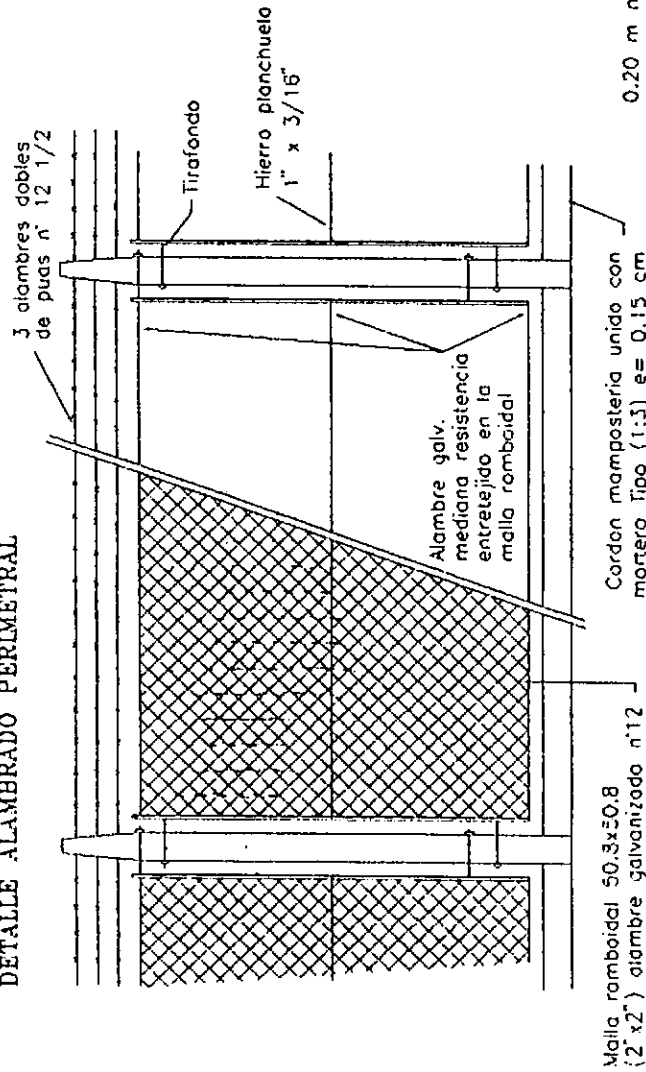 DETALLE ALAMBRADO PERIMETRAL
3 alambres dobles
de puas n° 12 1/2
Tirafondo
Hierro planchuelo
1" x 3/16"
Alambre galv.
mediana resistencia
entretejido en la
malla romboidal
Malla romboidal 50.3x50.8
(2"x2") alambre galvanizado n°12
Cordon mamposteria unido con
mortero Tipo (1:3) e= 0.15 cm
0.20 m